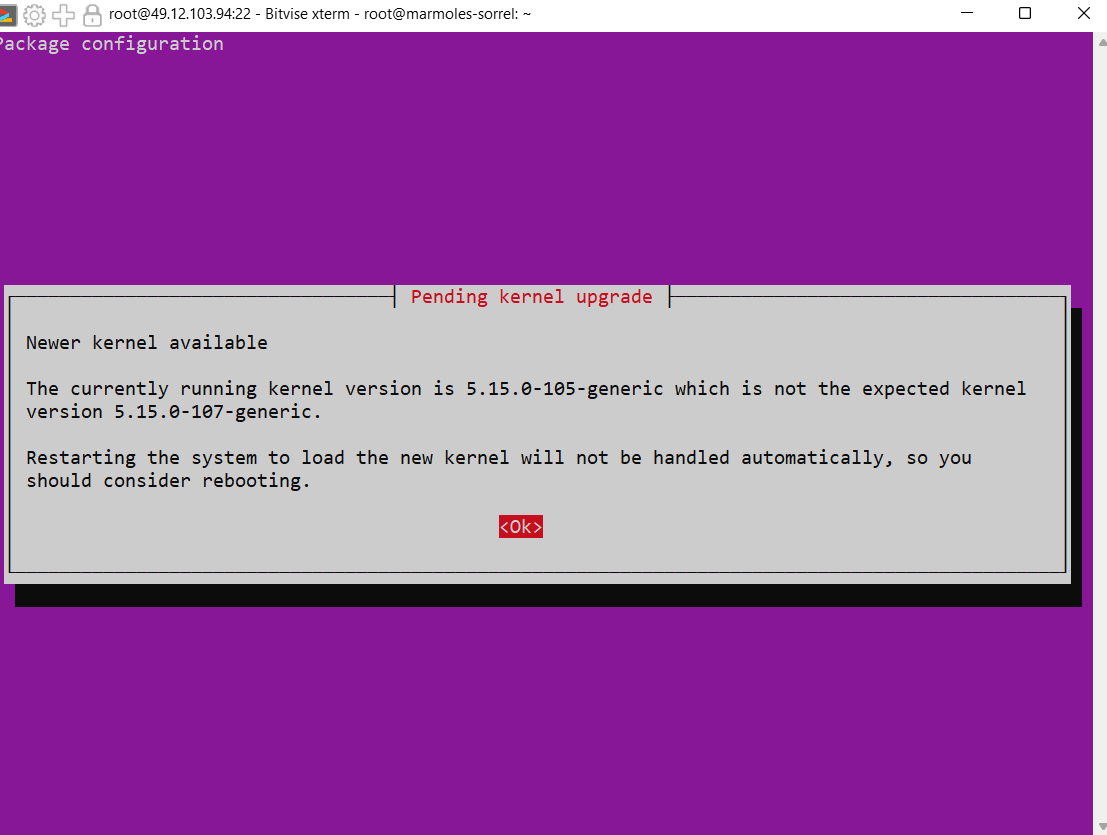 root@49.12.103.94:22 - Bitvise xterm - root@marmoles-sorrel: ~
Package configuration
Pending kernel upgrade
Newer kernel available
The currently running kernel version is 5.15.0-105-generic which is not the expected kernel
version 5.15.0-107-generic.
Restarting the system to load the new kernel will not be handled automatically, so you
should consider rebooting.
<Ok>